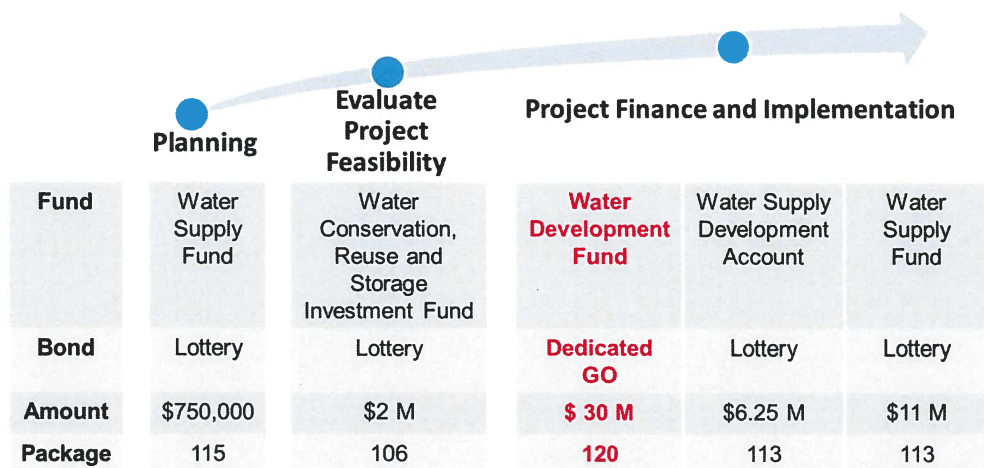 Planning
Evaluate
Project
Feasibility
Project Finance and Implementation
Fund
Water
Supply
Fund
Water
Conservation,
Reuse and
Storage
Investment Fund
Water
Development
Fund
Water Supply
Development
Account
Water
Supply
Fund
Bond
Lottery
Lottery
Dedicated
GO
Lottery
Lottery
Amount
$750,000
$2 M
$ 30 M
$6.25 M
$11 M
Package
115
106
120
113
113